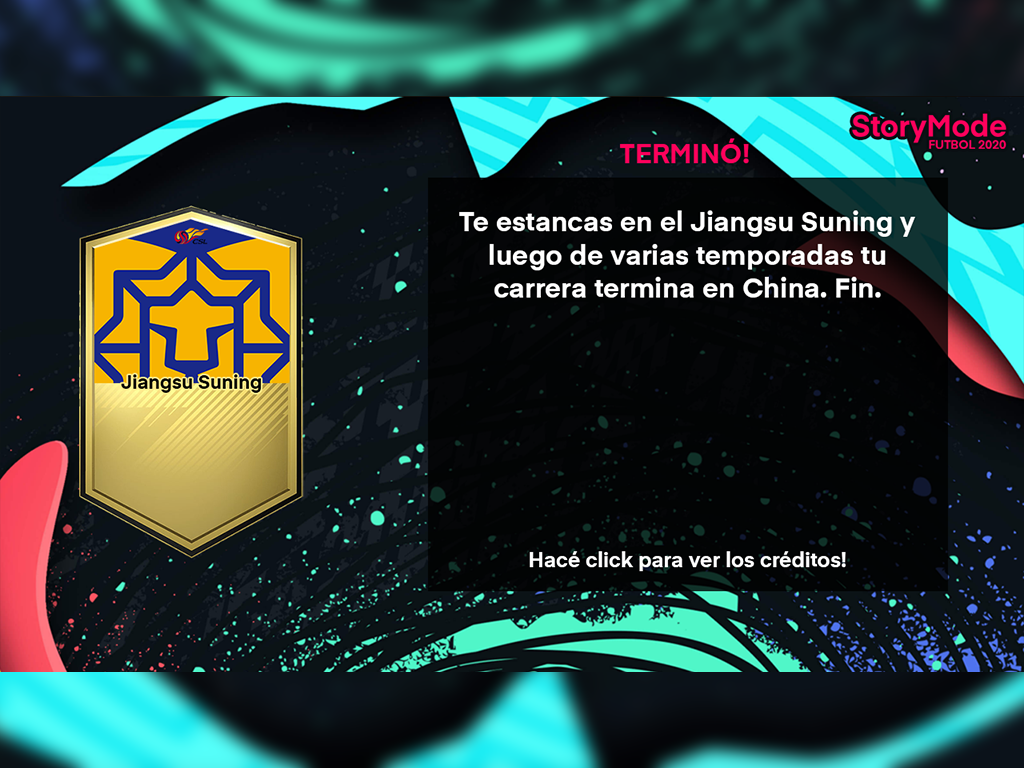 StoryMode
FUTBOL 2020
TERMINÓ!
Te estancas en el Jiangsu Suning y
luego de varias temporadas tu
carrera termina en China. Fin.
CSL
Jiangsu Suning
Hacé click para ver los créditos!